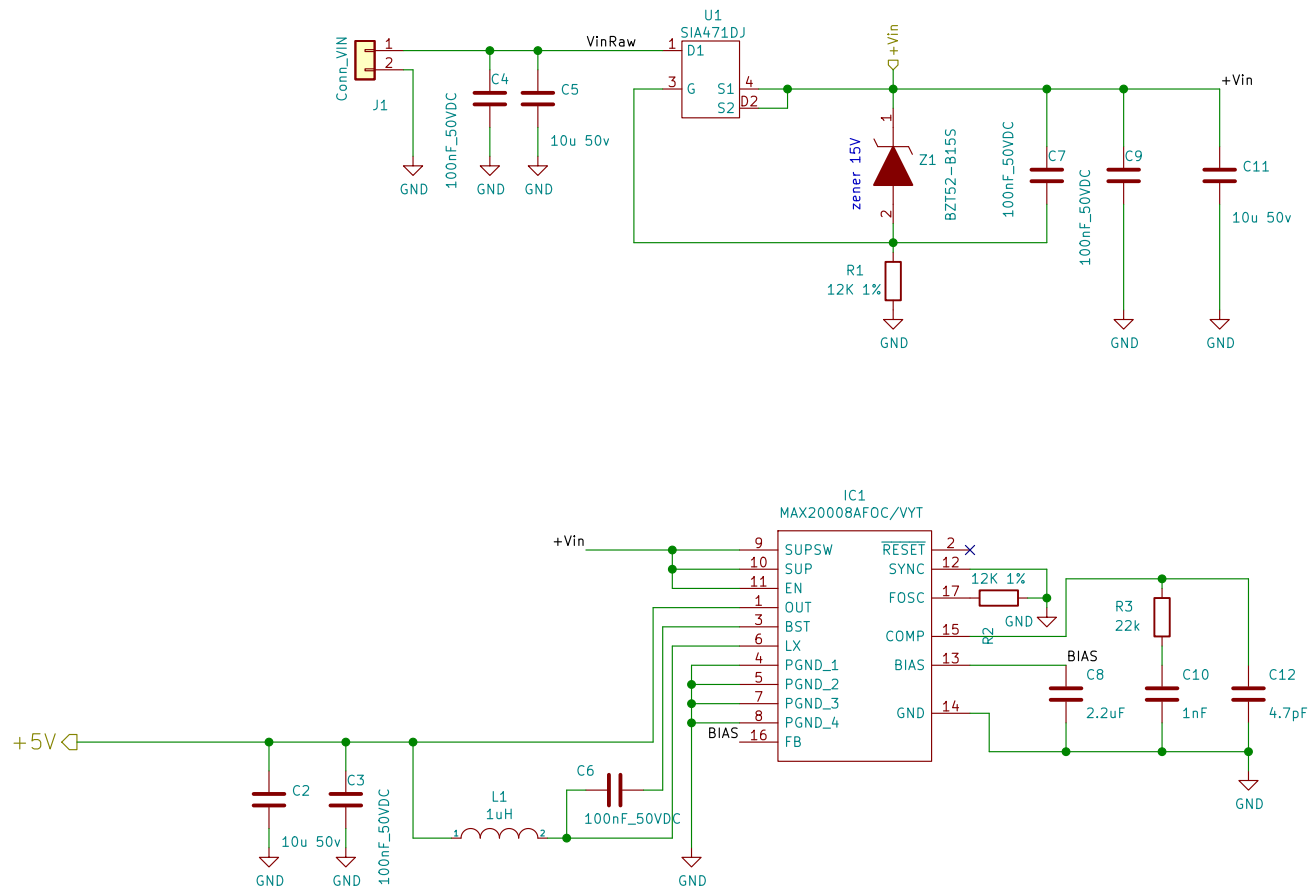 U1
SIA471DJ
Conn_VIN
1
2
J1
VinRaw
1
D1
3
G
4
S1
D2
S2
+Vin
+Vin
C4
100nF_50VDC
C5
10u 50v
GND
GND
GND
zener 15V
1
2
Z1
BZT52-B15S
C7
100nF_50VDC
C9
100nF_50VDC
C11
10u 50v
R1
12K 1%
GND
GND
GND
IC1
MAX20008AFOC/VYT
+Vin
9
SUPSW
10
SUP
11
EN
1
OUT
3
BST
6
LX
4
PGND_1
5
PGND_2
7
PGND_3
8
PGND_4
BIAS
16
FB
RESET
2
SYNC
12
FOSC
17
COMP
15
BIAS
13
GND
14
12K 1%
R2
GND
R3
22k
BIAS
C8
2.2uF
C10
1nF
C12
4.7pF
GND
+5V
C2
10u 50v
C3
100nF_50VDC
L1
1uH
1
2
C6
100nF_50VDC
GND
GND
GND